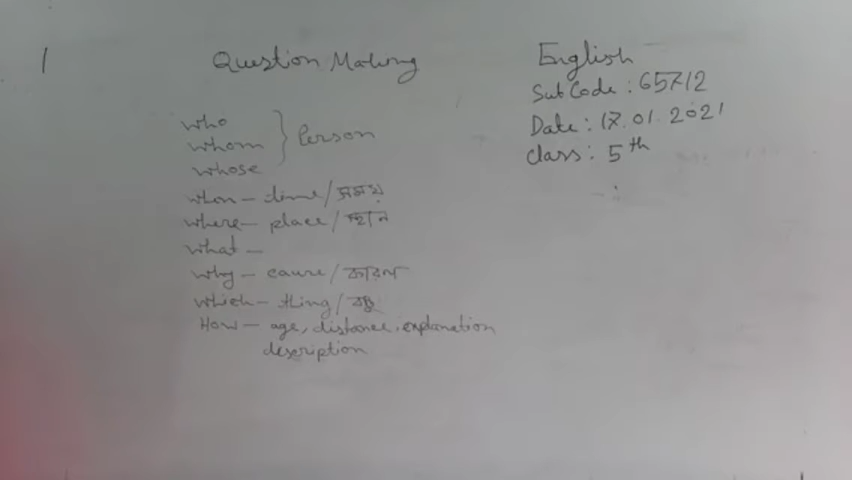 1
Question Making
English
Sub Code : 65712
Date : 17.01.2021
Class : 5th
who
whom } Person
whose
when – time / সময়
where – place / স্থান
what –
why – cause / কারণ
which – thing / বস্তু
How – age, distance, explanation
description